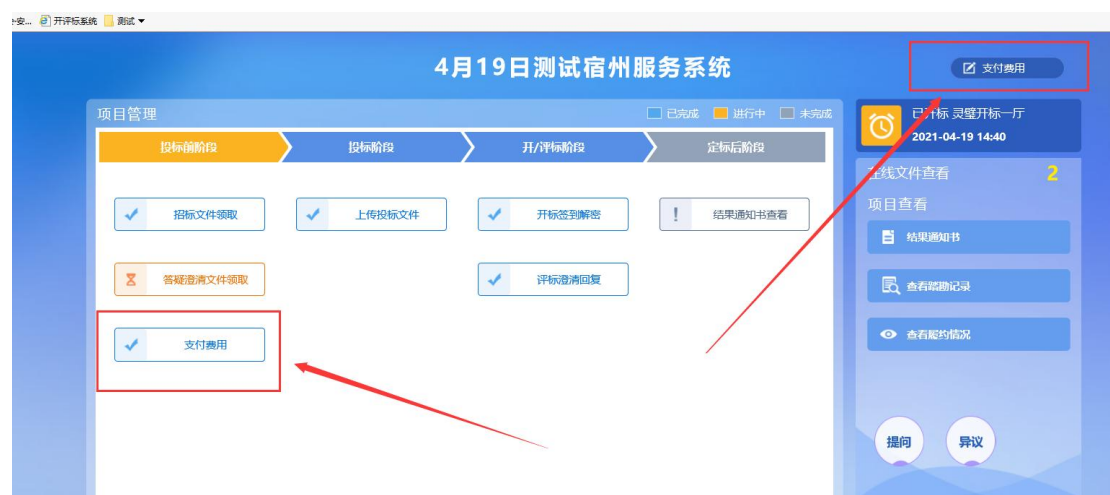 安... 开评标系统 测试
4月19日测试宿州服务系统
支付费用
项目管理
已完成 进行中 未完成
投标前阶段 投标阶段 开/评标阶段 定标后阶段
招标文件领取 上传投标文件 开标签到解密 结果通知书查看
答疑澄清文件领取 评标澄清回复
支付费用
已开标 灵璧开标一厅
2021-04-19 14:40
在线文件查看 2
项目查看
结果通知书
查看踏勘记录
查看履约情况
提问 异议